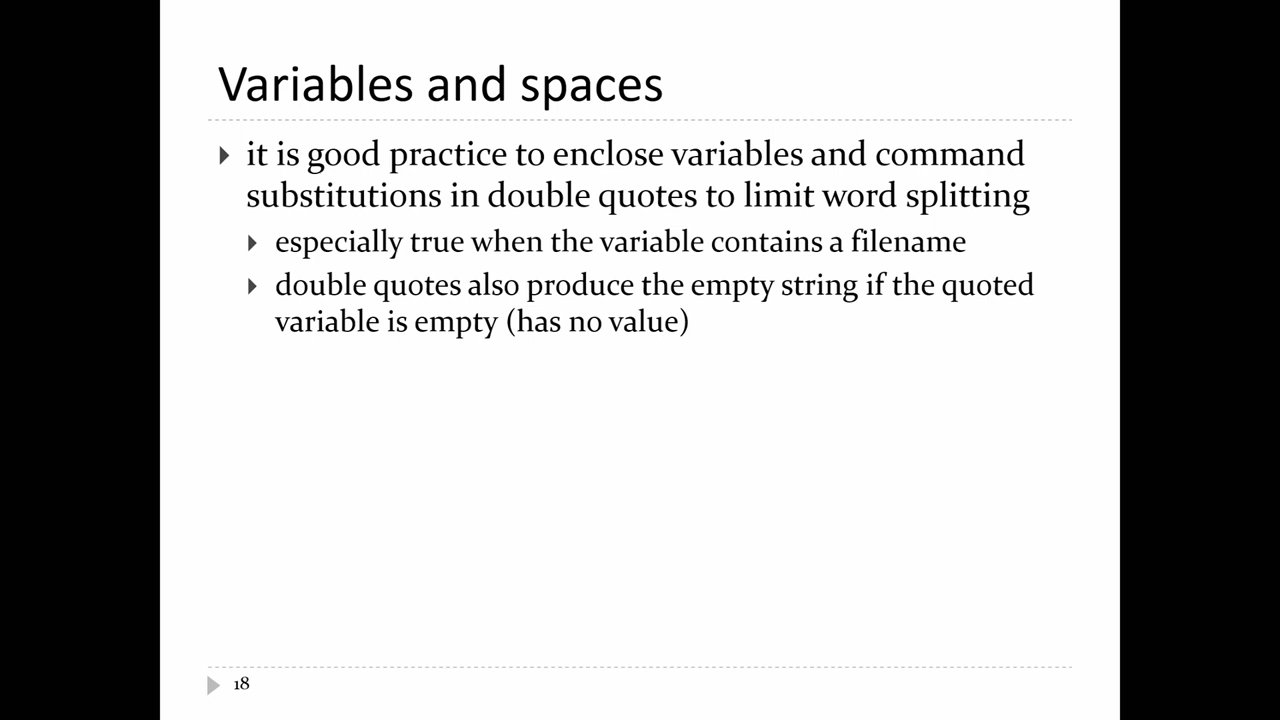 Variables and spaces
it is good practice to enclose variables and command
substitutions in double quotes to limit word splitting
especially true when the variable contains a filename
double quotes also produce the empty string if the quoted
variable is empty (has no value)
18